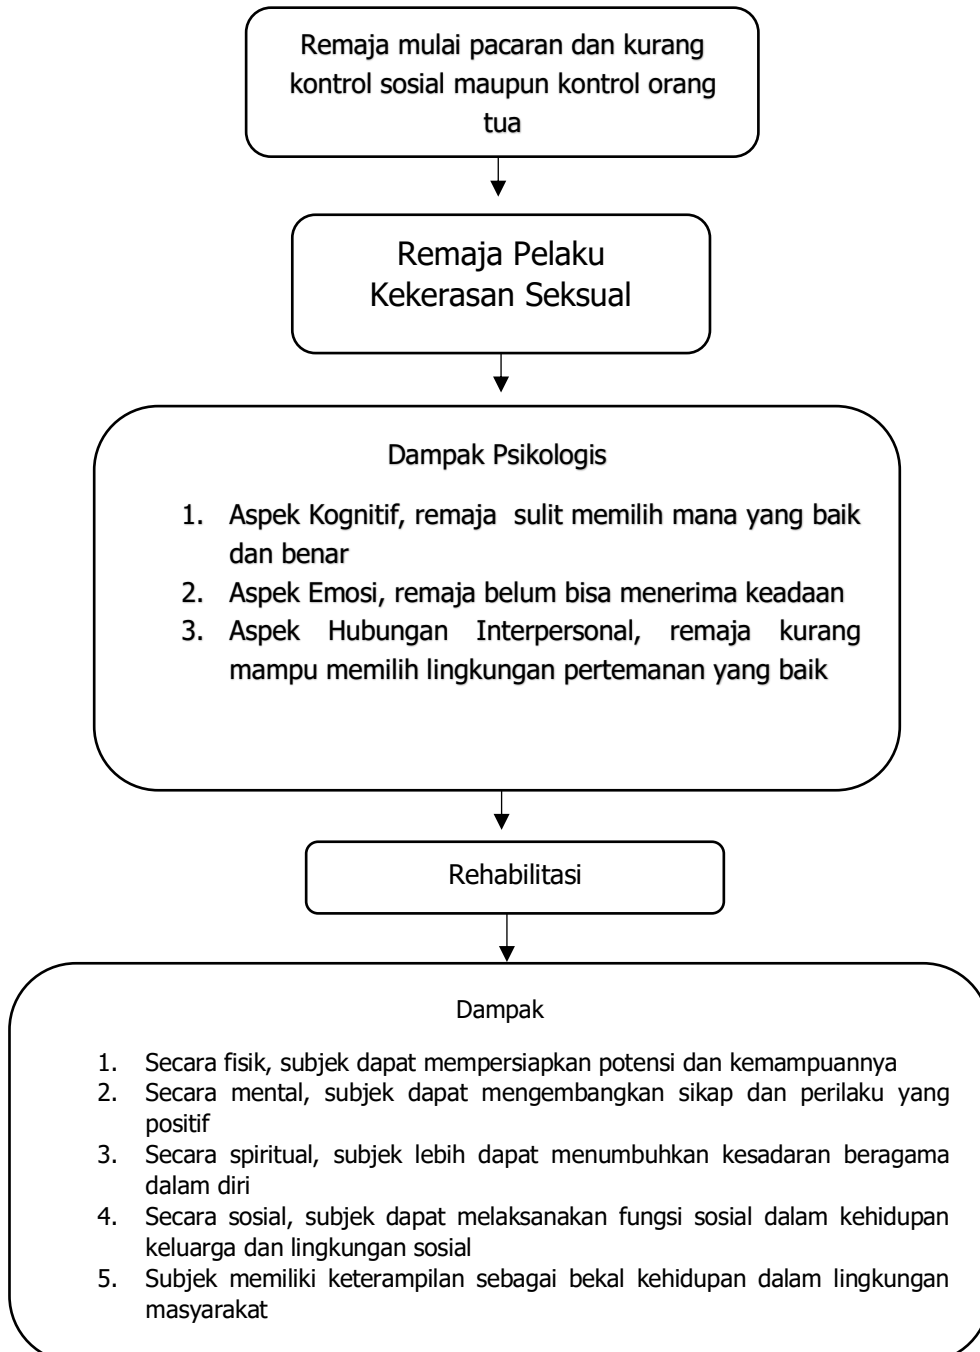 Remaja mulai pacaran dan kurang
kontrol sosial maupun kontrol orang
tua
Remaja Pelaku
Kekerasan Seksual
Dampak Psikologis
1. Aspek Kognitif, remaja sulit memilih mana yang baik
dan benar
2. Aspek Emosi, remaja belum bisa menerima keadaan
3. Aspek Hubungan Interpersonal, remaja kurang
mampu memilih lingkungan pertemanan yang baik
Rehabilitasi
Dampak
1. Secara fisik, subjek dapat mempersiapkan potensi dan kemampuannya
2. Secara mental, subjek dapat mengembangkan sikap dan perilaku yang
positif
3. Secara spiritual, subjek lebih dapat menumbuhkan kesadaran beragama
dalam diri
4. Secara sosial, subjek dapat melaksanakan fungsi sosial dalam kehidupan
keluarga dan lingkungan sosial
5. Subjek memiliki keterampilan sebagai bekal kehidupan dalam lingkungan
masyarakat